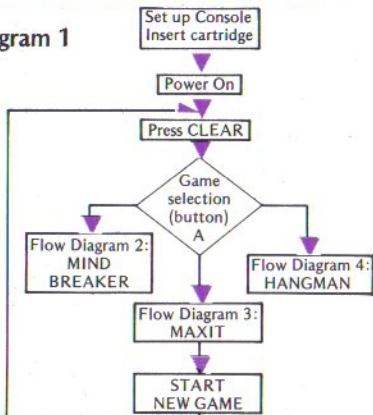 gram 1
Set up Console
Insert cartridge
Power On
Press CLEAR
Game
selection
(button)
A
Flow Diagram 2:
MIND
BREAKER
Flow Diagram 4:
HANGMAN
Flow Diagram 3:
MAXIT
START
NEW GAME